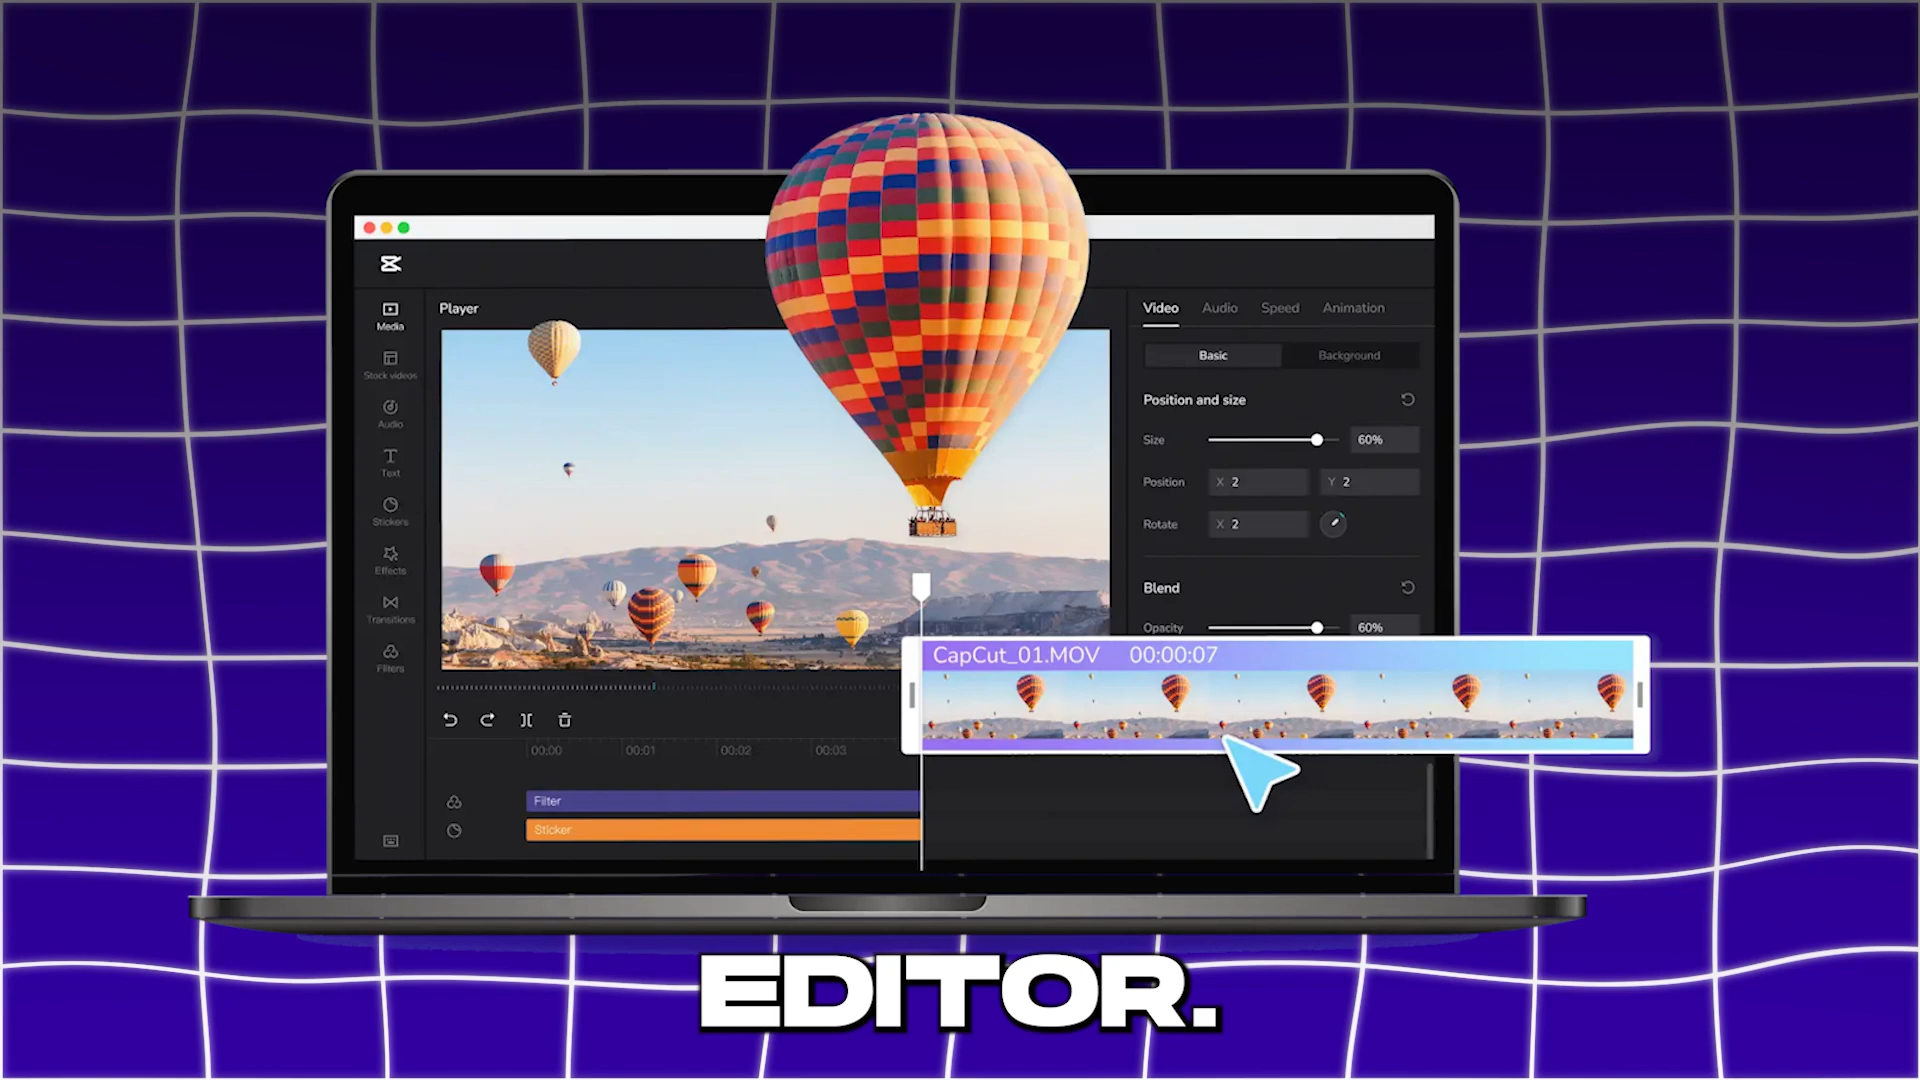 Player
Video Audio Speed Animation
Media
Basic Background
Stock videos
Position and size
Audio
Size 60%
Text
Position X 2 Y 2
Stickers
Rotate X 2
Effects
Blend
Transitions
Opacity 60%
Filters
CapCut_01.MOV 00:00:07
00:00 00:01 00:02 00:03
Filter
Sticker
EDITOR.